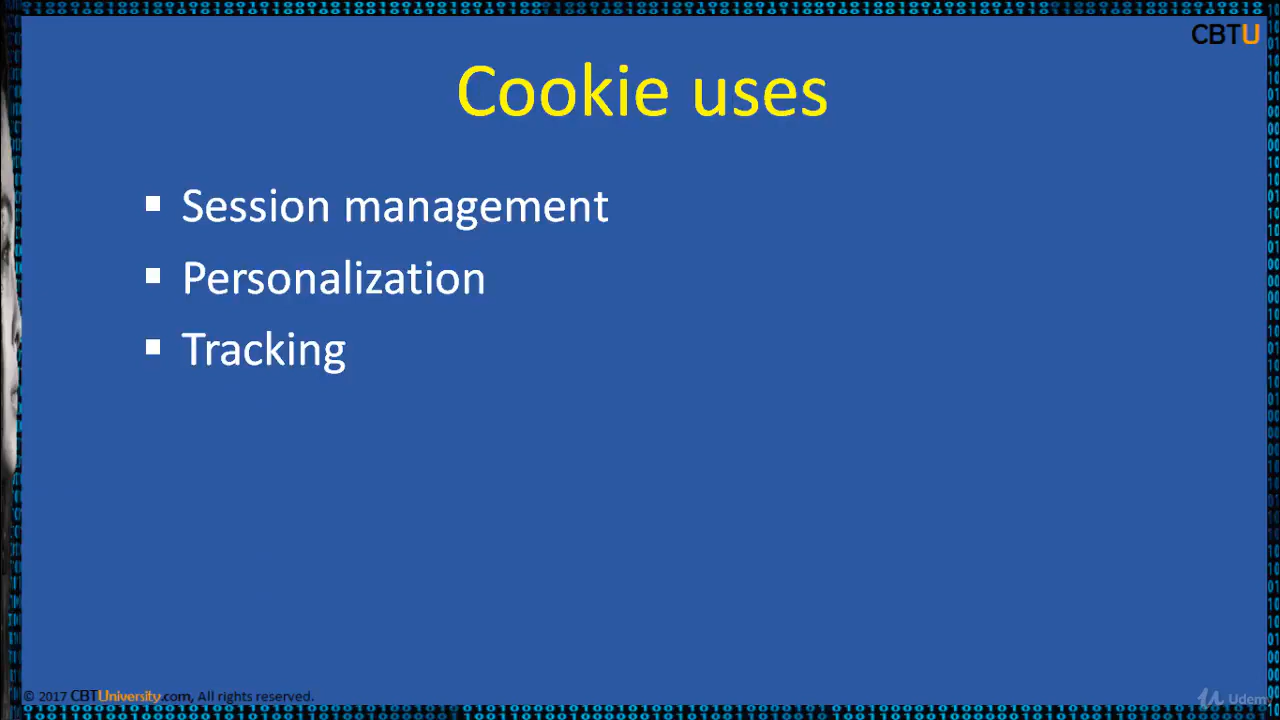 CBTU
Cookie uses
▪ Session management
▪ Personalization
▪ Tracking
© 2017 CBTUniversity.com, All rights reserved.
Udemy